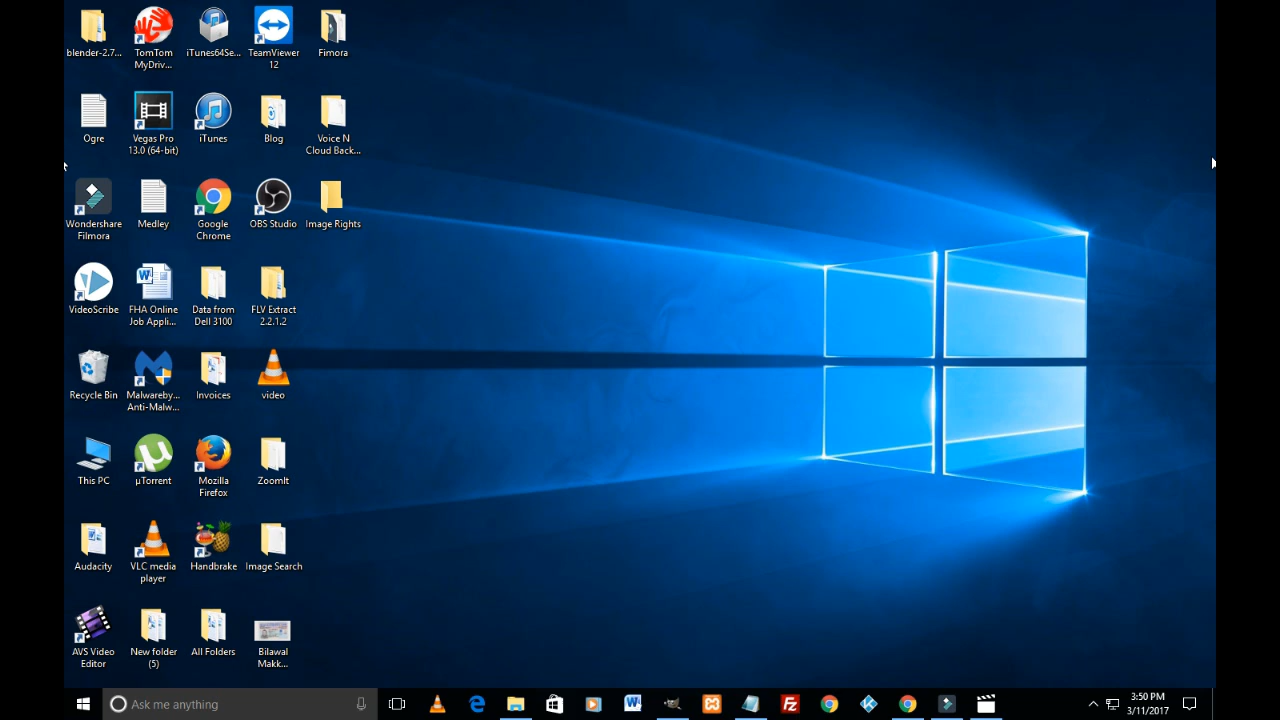 blender-2.7...
TomTom
MyDriv...
iTunes64Se...
TeamViewer
12
Fimora
Ogre
Vegas Pro
13.0 (64-bit)
iTunes
Blog
Voice N
Cloud Back...
Wondershare
Filmora
Medley
Google
Chrome
OBS Studio
Image Rights
VideoScribe
FHA Online
Job Appli...
Data from
Dell 3100
FLV Extract
2.2.1.2
Recycle Bin
Malwareby...
Anti-Malw...
Invoices
video
This PC
µTorrent
Mozilla
Firefox
ZoomIt
Audacity
VLC media
player
Handbrake
Image Search
AVS Video
Editor
New folder
(5)
All Folders
Bilawal
Makk...
Ask me anything
3:50 PM
3/11/2017